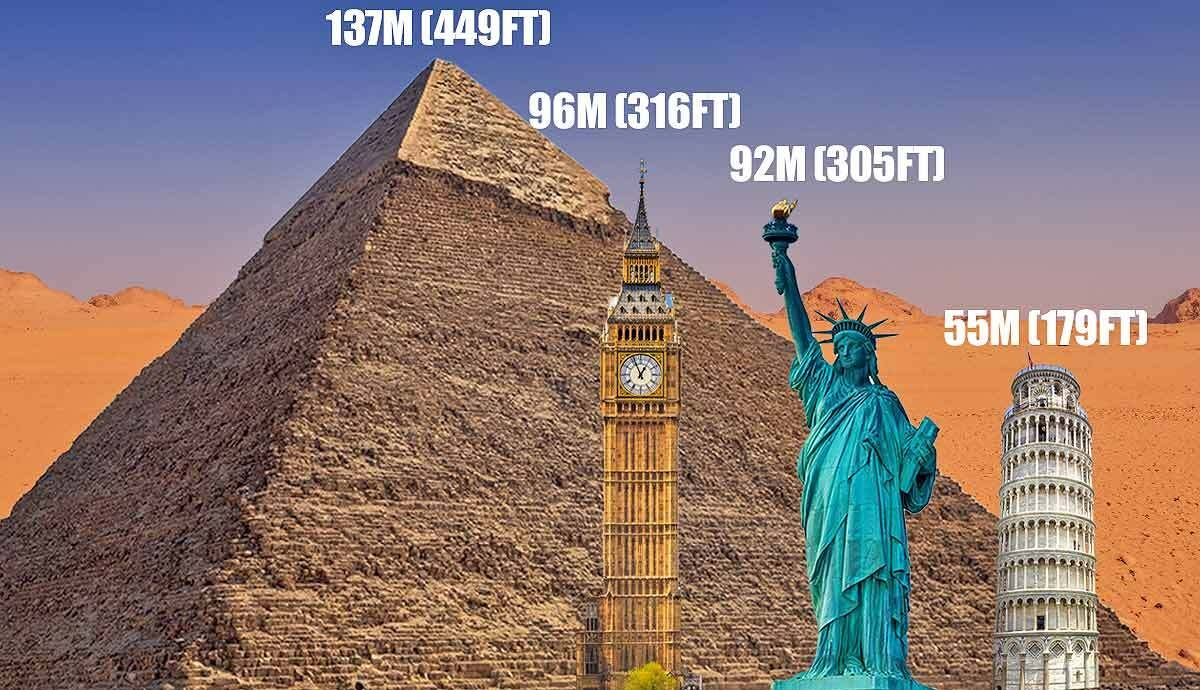 137M (449FT)
96M (316FT)
92M (305FT)
55M (179FT)